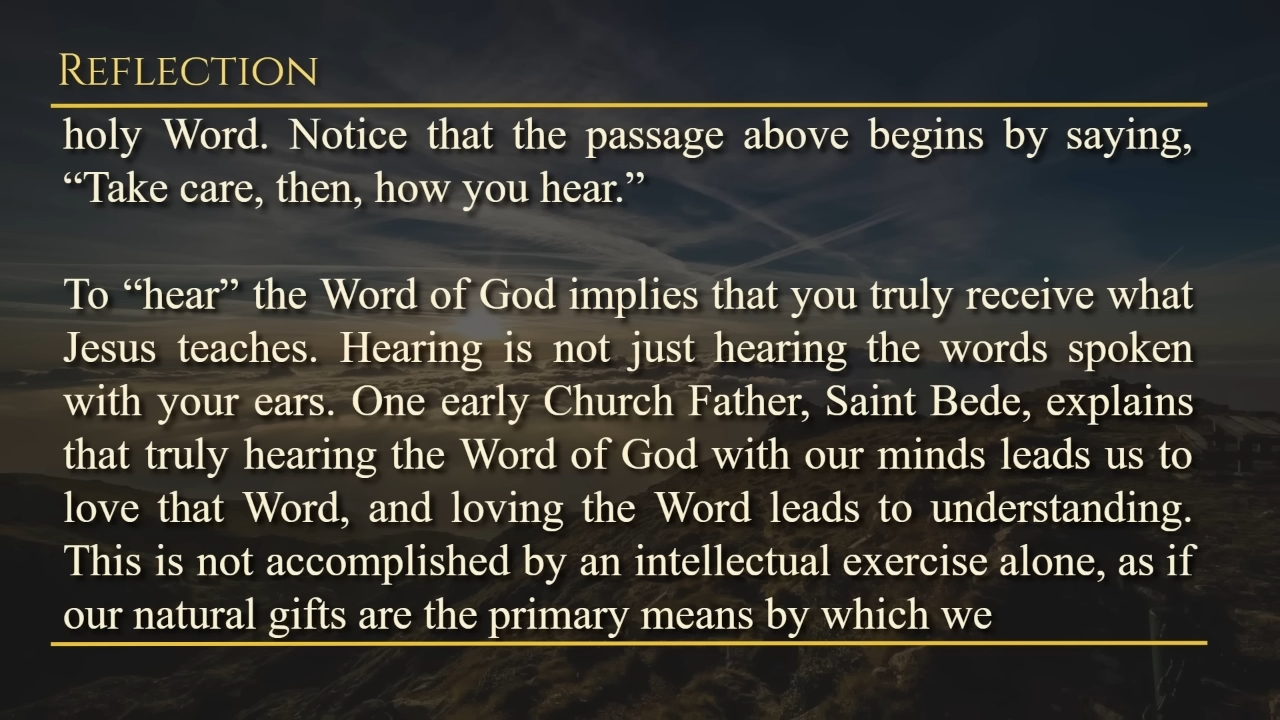 Reflection
holy Word. Notice that the passage above begins by saying,
“Take care, then, how you hear.”
To “hear” the Word of God implies that you truly receive what
Jesus teaches. Hearing is not just hearing the words spoken
with your ears. One early Church Father, Saint Bede, explains
that truly hearing the Word of God with our minds leads us to
love that Word, and loving the Word leads to understanding.
This is not accomplished by an intellectual exercise alone, as if
our natural gifts are the primary means by which we